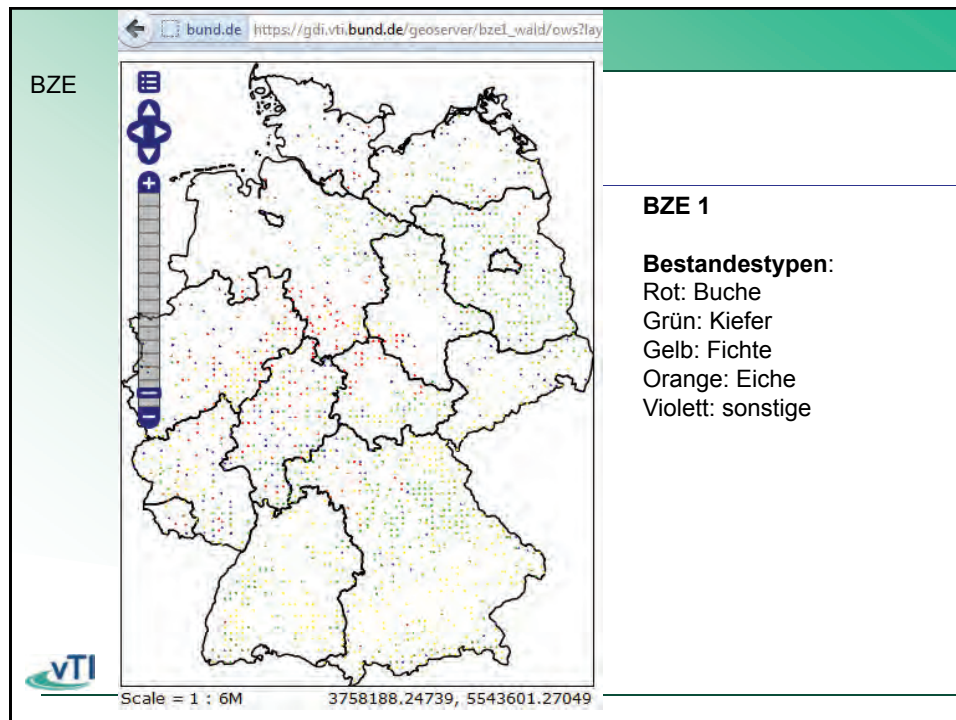 bund.de https://gdi.vti.bund.de/geoserver/bze1_wald/ows?lay
BZE
BZE 1
Bestandestypen:
Rot: Buche
Grün: Kiefer
Gelb: Fichte
Orange: Eiche
Violett: sonstige
vTI
Scale = 1 : 6M 3758188.24739, 5543601.27049